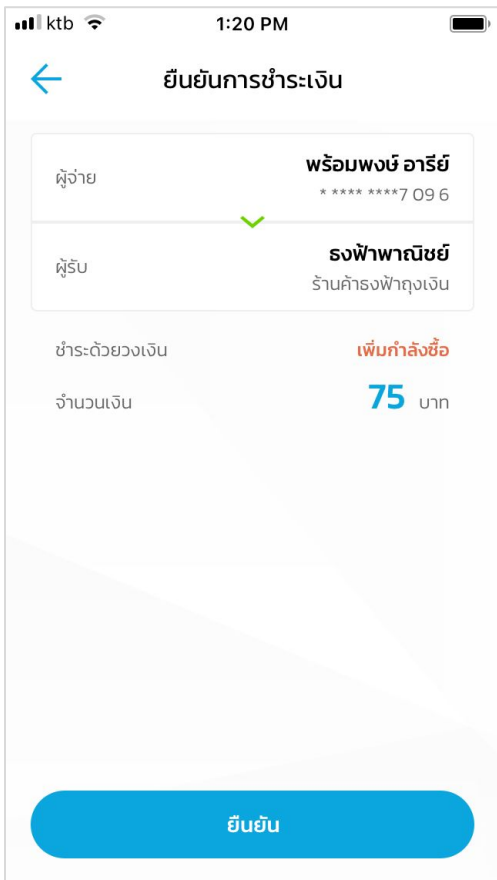 ktb 1:20 PM
ยืนยันการชำระเงิน
ผู้จ่าย พร้อมพงษ์ อารีย์
* **** ****7 09 6
ผู้รับ ธงฟ้าพาณิชย์
ร้านค้าธงฟ้าถุงเงิน
ชำระด้วยวงเงิน เพิ่มกำลังซื้อ
จำนวนเงิน 75 บาท
ยืนยัน